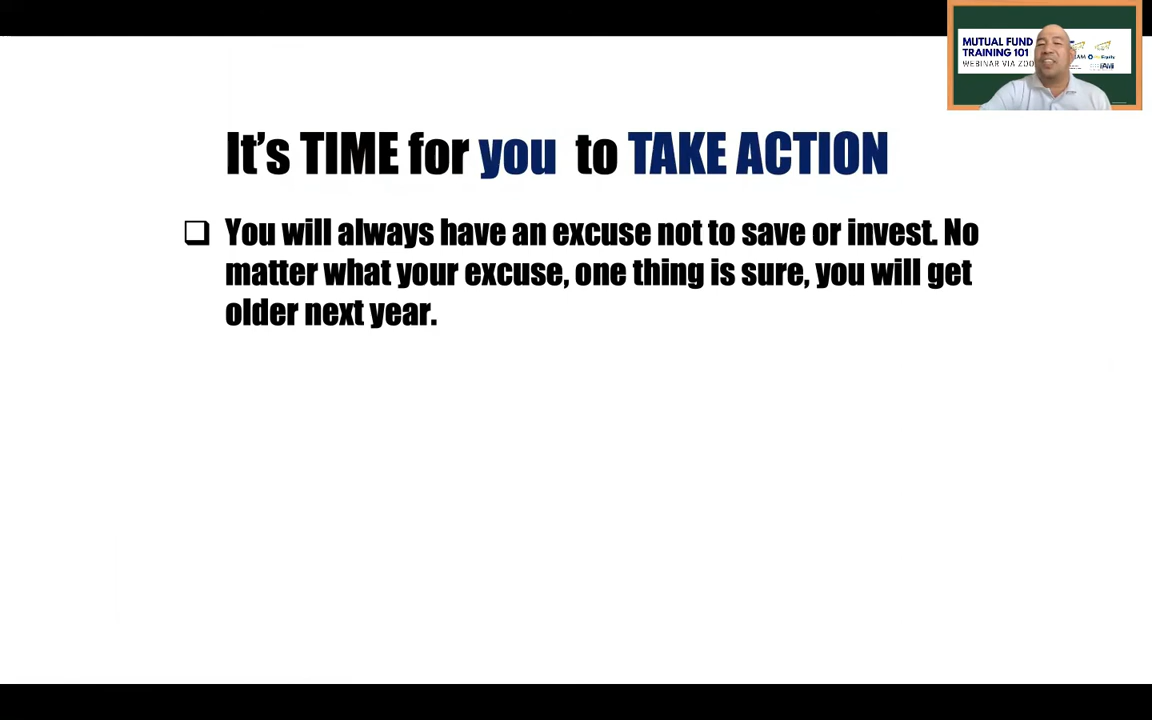 MUTUAL FUND
TRAINING 101
WEBINAR VIA ZOO
It's TIME for you to TAKE ACTION
❑ You will always have an excuse not to save or invest. No
matter what your excuse, one thing is sure, you will get
older next year.